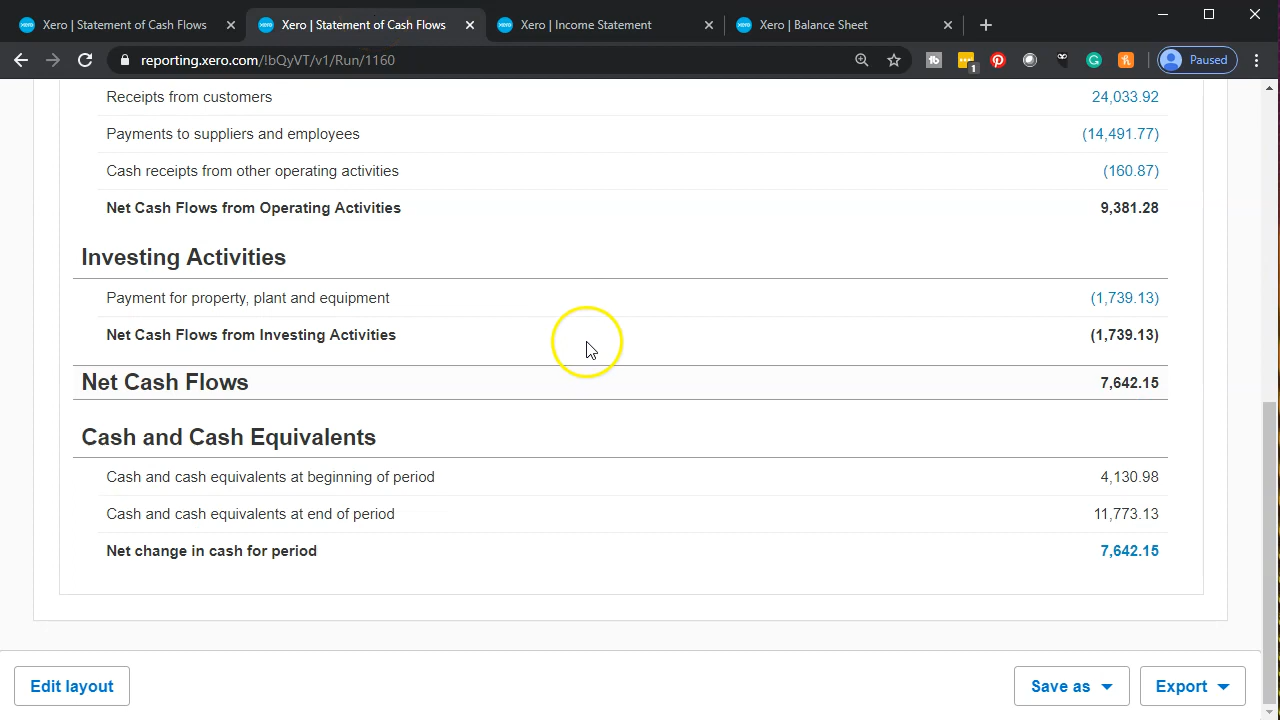 Xero | Statement of Cash Flows
Xero | Statement of Cash Flows
Xero | Income Statement
Xero | Balance Sheet
reporting.xero.com/!bQyVT/v1/Run/1160
1
Paused
Receipts from customers 24,033.92
Payments to suppliers and employees (14,491.77)
Cash receipts from other operating activities (160.87)
Net Cash Flows from Operating Activities 9,381.28
Investing Activities
Payment for property, plant and equipment (1,739.13)
Net Cash Flows from Investing Activities (1,739.13)
Net Cash Flows 7,642.15
Cash and Cash Equivalents
Cash and cash equivalents at beginning of period 4,130.98
Cash and cash equivalents at end of period 11,773.13
Net change in cash for period 7,642.15
Edit layout
Save as
Export